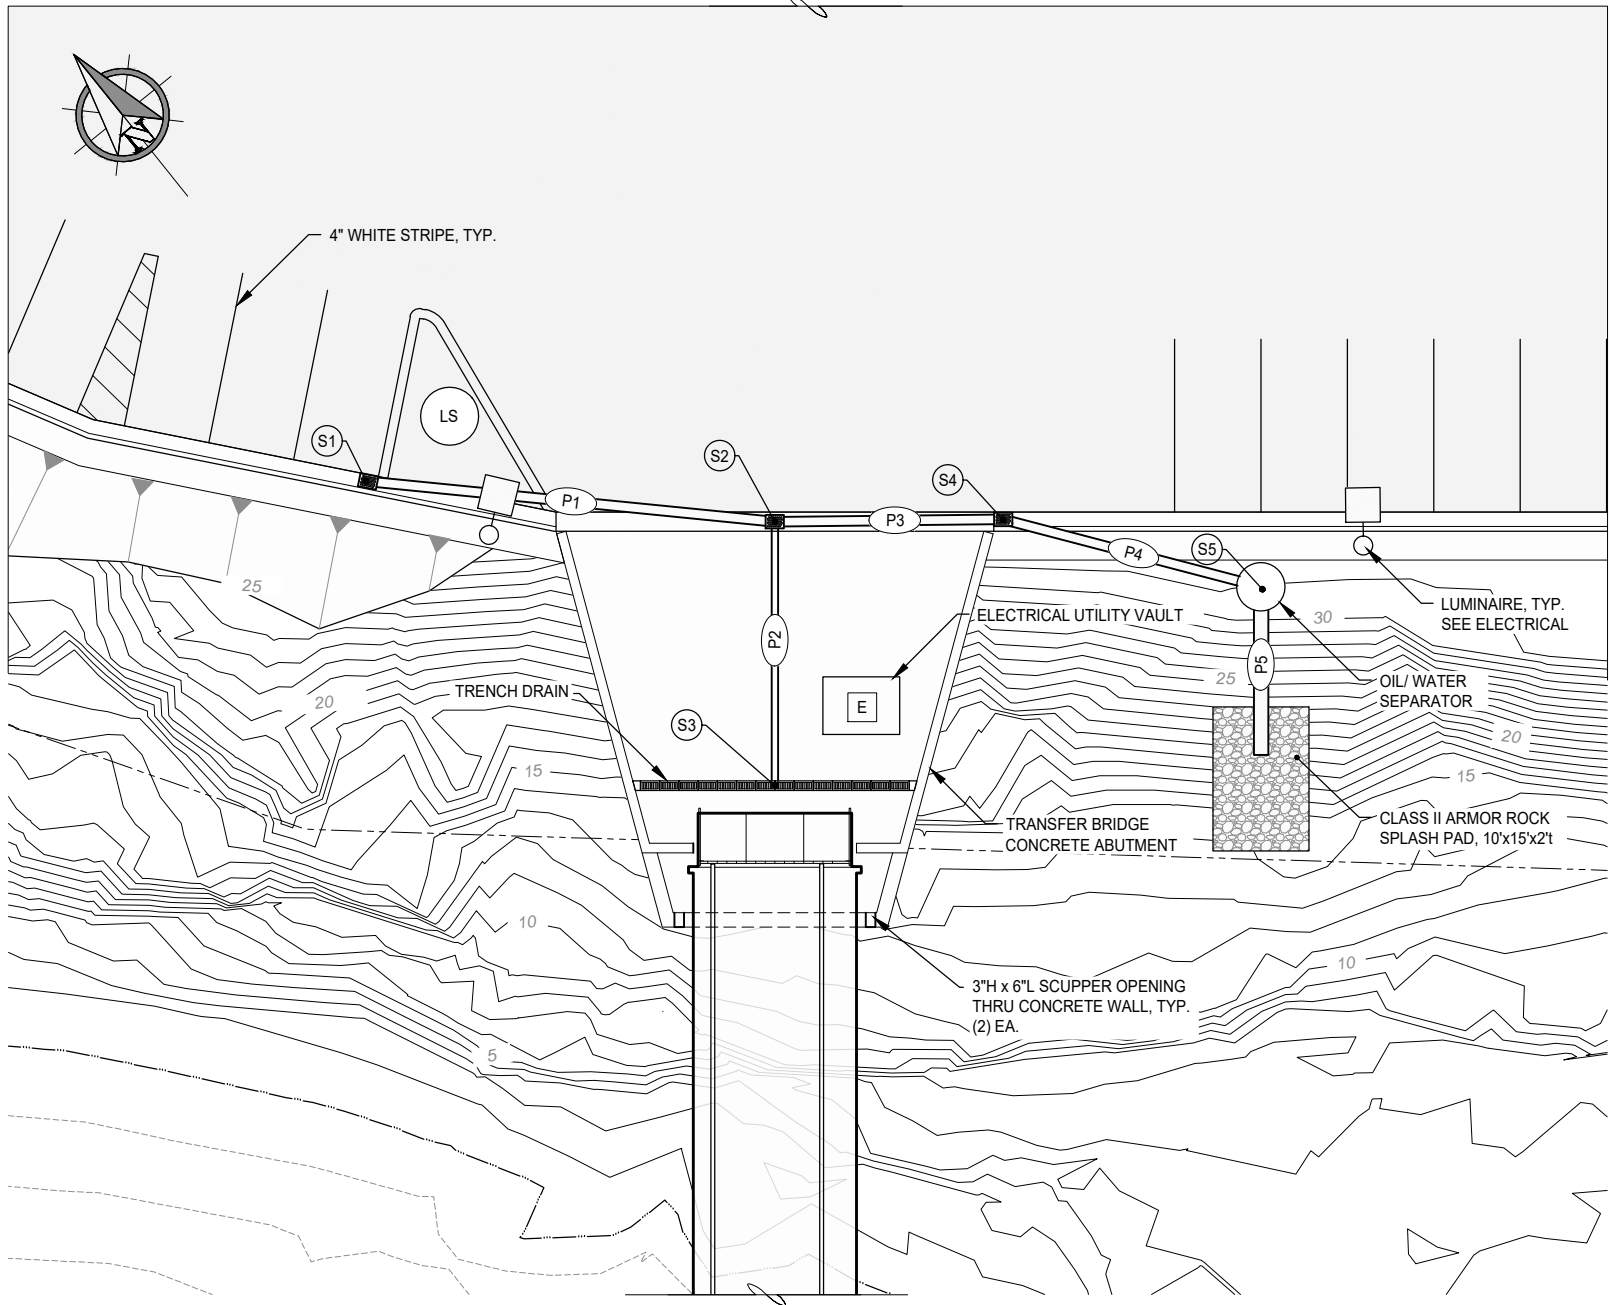 N
4" WHITE STRIPE, TYP.
LS
S1
S2
S4
P1
P3
P4
S5
25
30
ELECTRICAL UTILITY VAULT
LUMINAIRE, TYP.
SEE ELECTRICAL
P2
P5
25
TRENCH DRAIN
20
OIL/ WATER
SEPARATOR
E
S3
20
15
15
TRANSFER BRIDGE
CONCRETE ABUTMENT
CLASS II ARMOR ROCK
SPLASH PAD, 10'x15'x2't
10
10
3"H x 6"L SCUPPER OPENING
THRU CONCRETE WALL, TYP.
(2) EA.
5